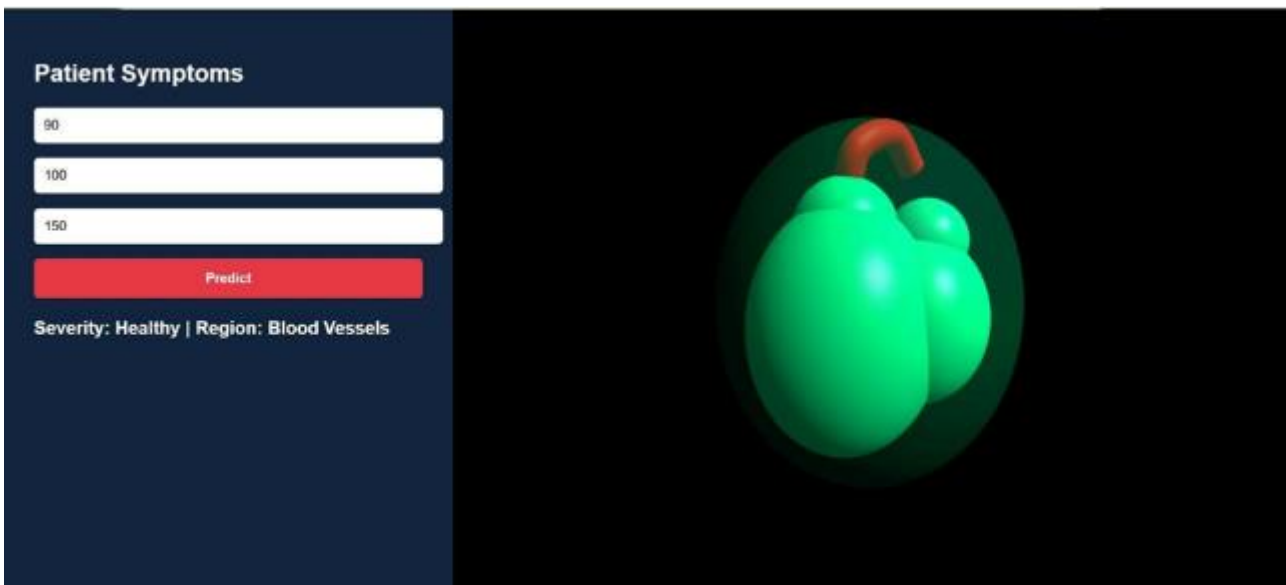 Patient Symptoms
90
100
150
Predict
Severity: Healthy | Region: Blood Vessels